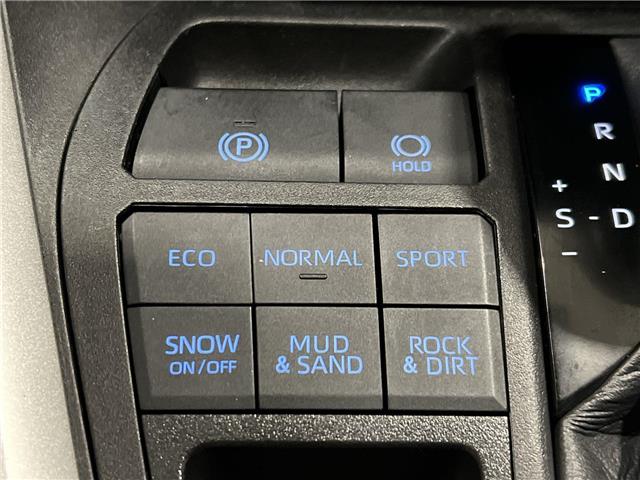 P
HOLD
ECO
NORMAL
SPORT
SNOW
ON/OFF
MUD
& SAND
ROCK
& DIRT
P
R
N
+
S - D
−